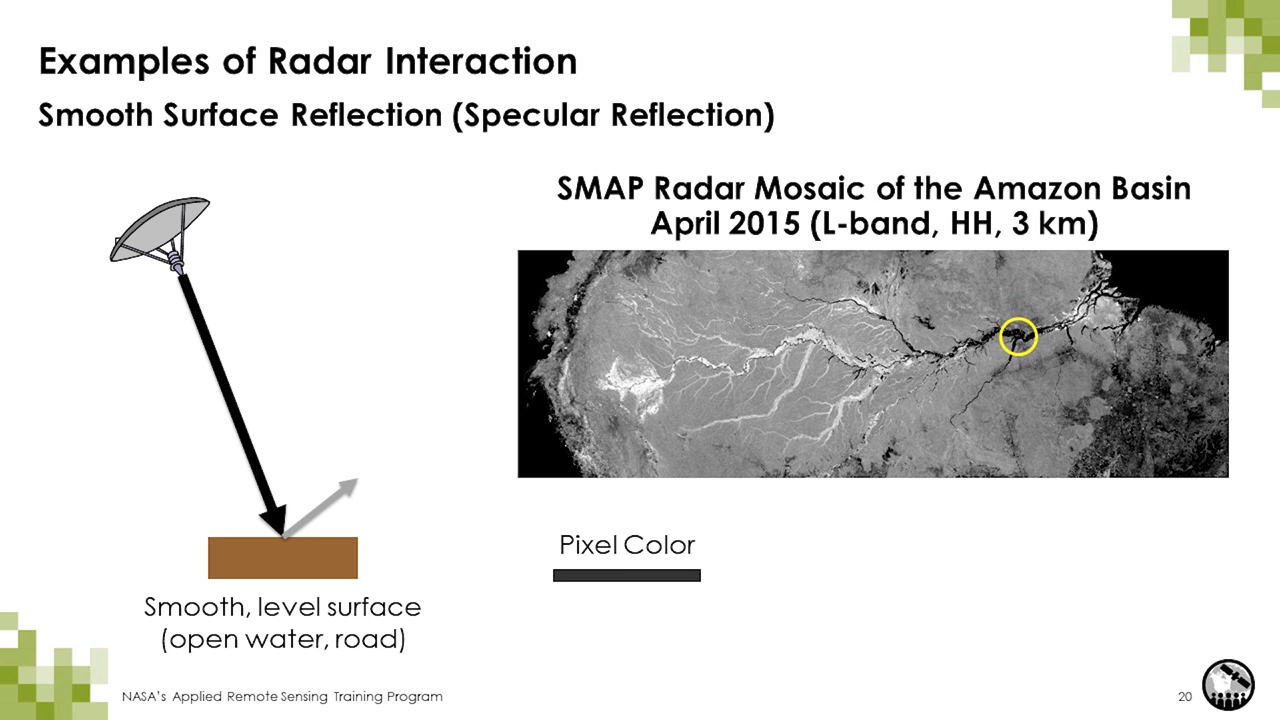 Examples of Radar Interaction
Smooth Surface Reflection (Specular Reflection)
SMAP Radar Mosaic of the Amazon Basin
April 2015 (L-band, HH, 3 km)
Pixel Color
Smooth, level surface
(open water, road)
NASA's Applied Remote Sensing Training Program
20